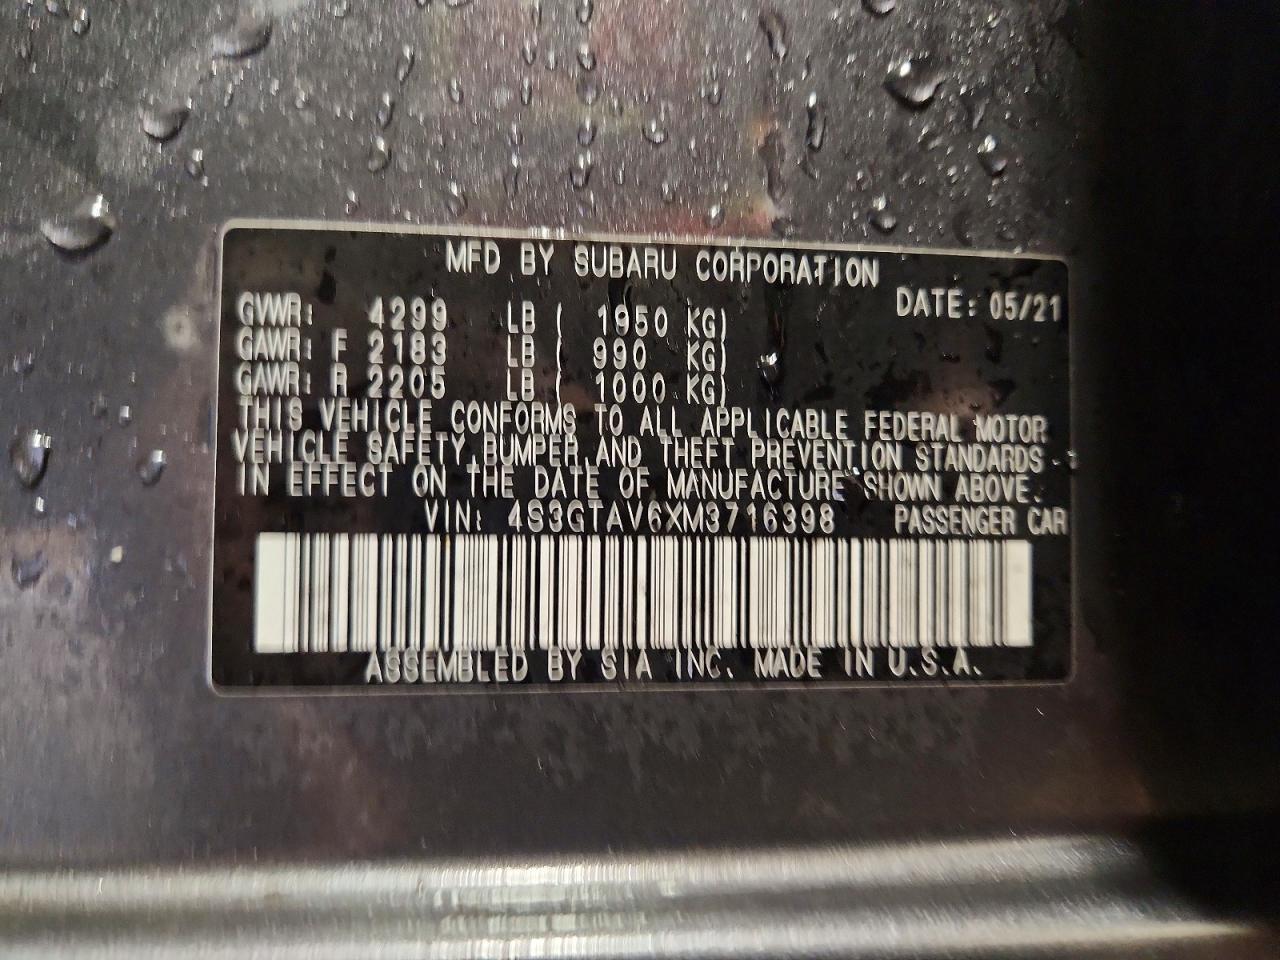 MFD BY SUBARU CORPORATION
DATE: 05/21
GVWR: 4299 LB ( 1950 KG)
GAWR: F 2183 LB ( 990 KG)
GAWR: R 2205 LB ( 1000 KG)
THIS VEHICLE CONFORMS TO ALL APPLICABLE FEDERAL MOTOR
VEHICLE SAFETY, BUMPER, AND THEFT PREVENTION STANDARDS
IN EFFECT ON THE DATE OF MANUFACTURE SHOWN ABOVE.
VIN: 4S3GTAV6XM3716398 PASSENGER CAR
ASSEMBLED BY SIA INC. MADE IN U.S.A.